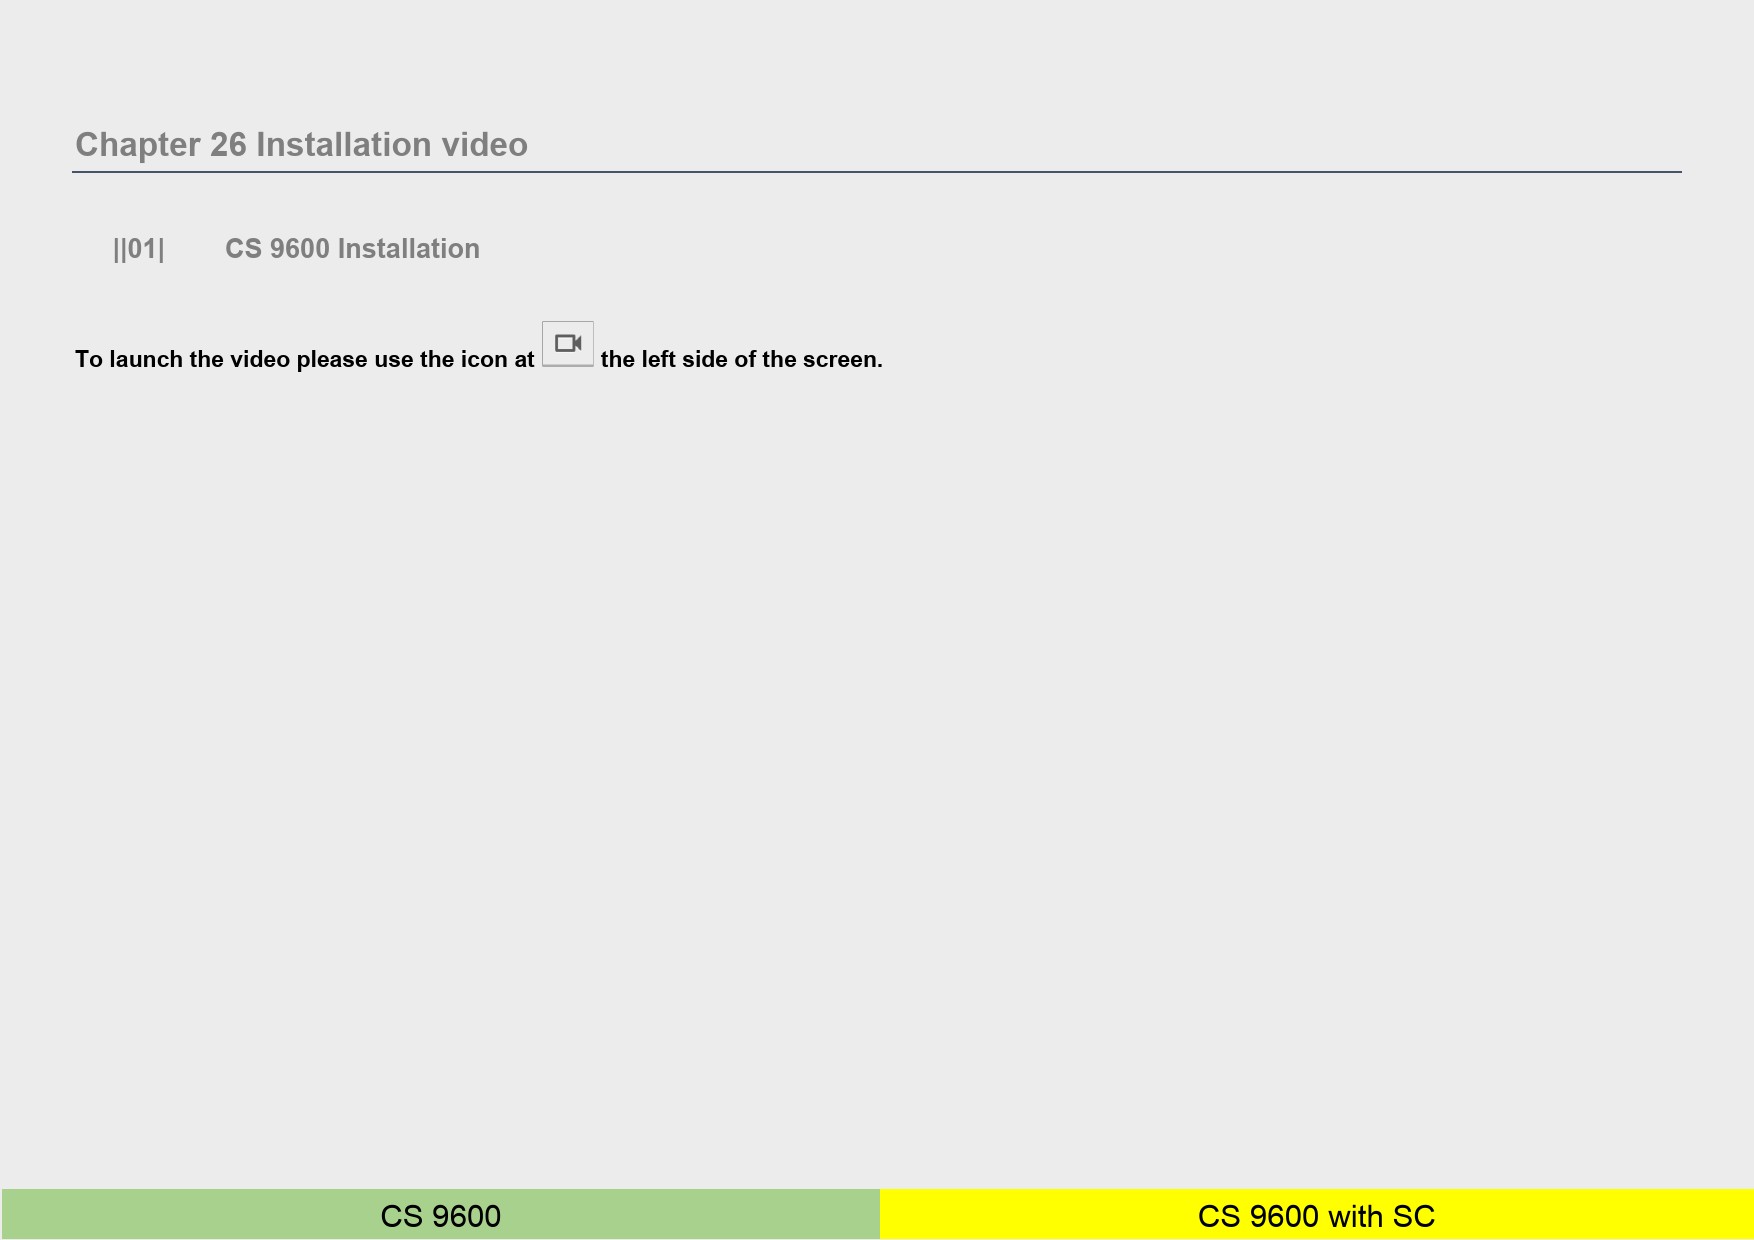 Chapter 26 Installation video
||01| CS 9600 Installation
To launch the video please use the icon at the left side of the screen.
CS 9600
CS 9600 with SC